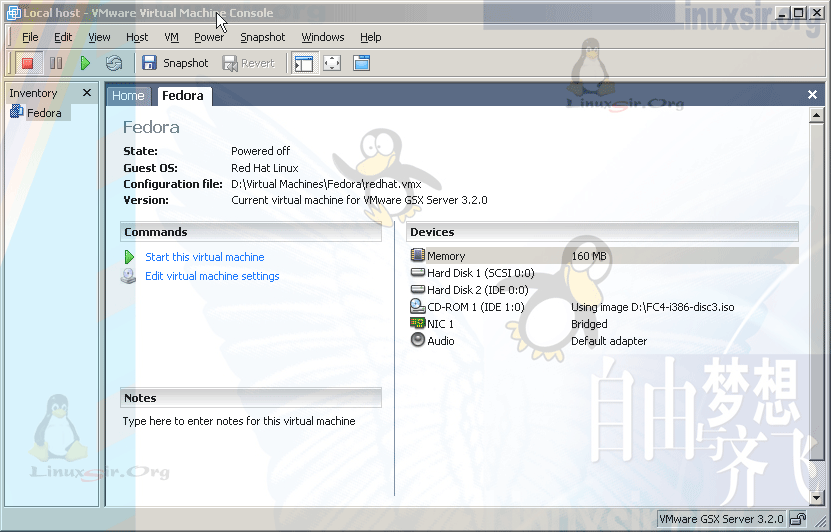 Local host - VMware Virtual Machine Console
inuxsir.org
File Edit View Host VM Power Snapshot Windows Help
Snapshot Revert
LinuxSir.Org
Inventory
Home Fedora
Fedora
Fedora
State: Powered off
Guest OS: Red Hat Linux
Configuration file: D:\Virtual Machines\Fedora\redhat.vmx
Version: Current virtual machine for VMware GSX Server 3.2.0
Commands
Start this virtual machine
Edit virtual machine settings
Devices
Memory 160 MB
Hard Disk 1 (SCSI 0:0)
Hard Disk 2 (IDE 0:0)
CD-ROM 1 (IDE 1:0) Using image D:\FC4-i386-disc3.iso
NIC 1 Bridged
Audio Default adapter
Notes
Type here to enter notes for this virtual machine
自由与梦想
齐飞
LinuxSir.Org
VMware GSX Server 3.2.0